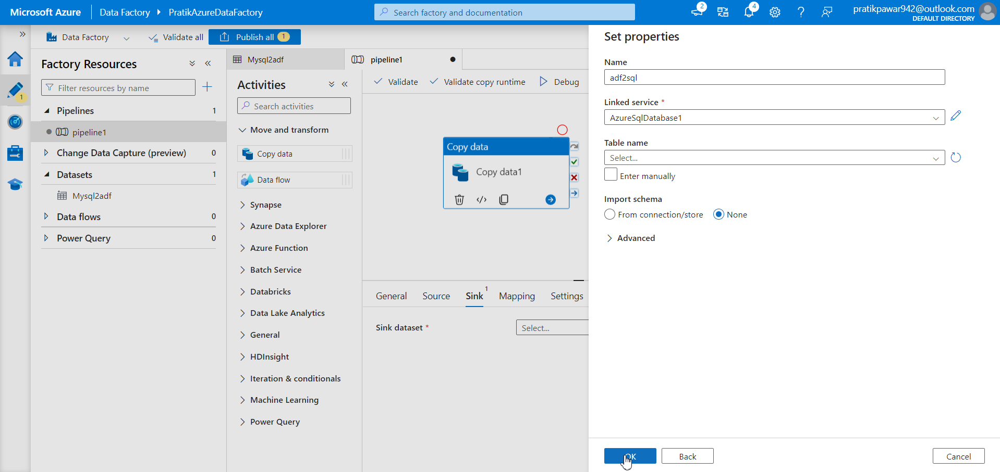 Microsoft Azure
Data Factory
PratikAzureDataFactory
Search factory and documentation
2
4
pratikpawar942@outlook.com
DEFAULT DIRECTORY
Data Factory
Validate all
Publish all 1
1
Factory Resources
Filter resources by name
Pipelines 1
pipeline1
Change Data Capture (preview) 0
Datasets 1
Mysql2adf
Data flows 0
Power Query 0
Mysql2adf
pipeline1
Activities
Search activities
Move and transform
Copy data
Data flow
Synapse
Azure Data Explorer
Azure Function
Batch Service
Databricks
Data Lake Analytics
General
HDInsight
Iteration & conditionals
Machine Learning
Power Query
Validate
Validate copy runtime
Debug
Copy data
Copy data1
General
Source
Sink 1
Mapping
Settings
Sink dataset *
Select...
Set properties
Name
adf2sql
Linked service *
AzureSqlDatabase1
Table name
Select...
Enter manually
Import schema
From connection/store
None
Advanced
OK
Back
Cancel